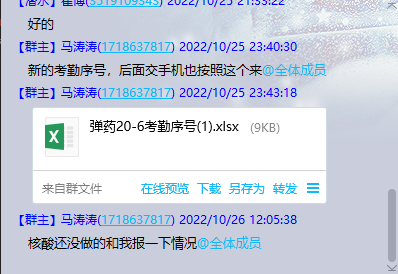 【潜水】崔博(3519109343) 2022/10/25 21:33:22
好的
【群主】马涛涛(1718637817) 2022/10/25 23:40:30
新的考勤序号，后面交手机也按照这个来@全体成员
【群主】马涛涛(1718637817) 2022/10/25 23:43:18
弹药20-6考勤序号(1).xlsx (9KB)
来自群文件 在线预览 下载 另存为 转发
【群主】马涛涛(1718637817) 2022/10/26 12:05:38
核酸还没做的和我报一下情况@全体成员